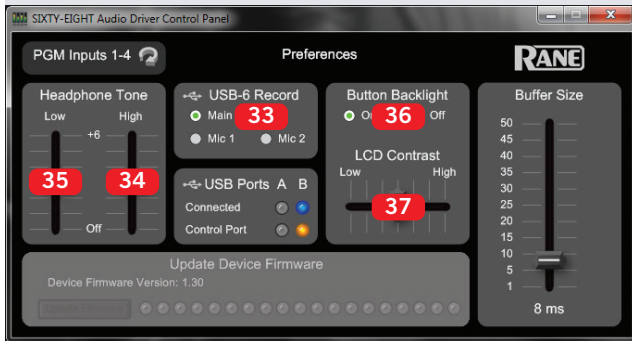 SIXTY-EIGHT Audio Driver Control Panel
PGM Inputs 1-4
Preferences
RANE
Headphone Tone
Low High
+6
35 34
Off
USB-6 Record
Main 33
Mic 1 Mic 2
USB Ports A B
Connected
Control Port
Button Backlight
36 Off
LCD Contrast
Low High
37
Buffer Size
50
45
40
35
30
25
20
15
10
5
1
8 ms
Update Device Firmware
Device Firmware Version: 1.30
Update Firmware